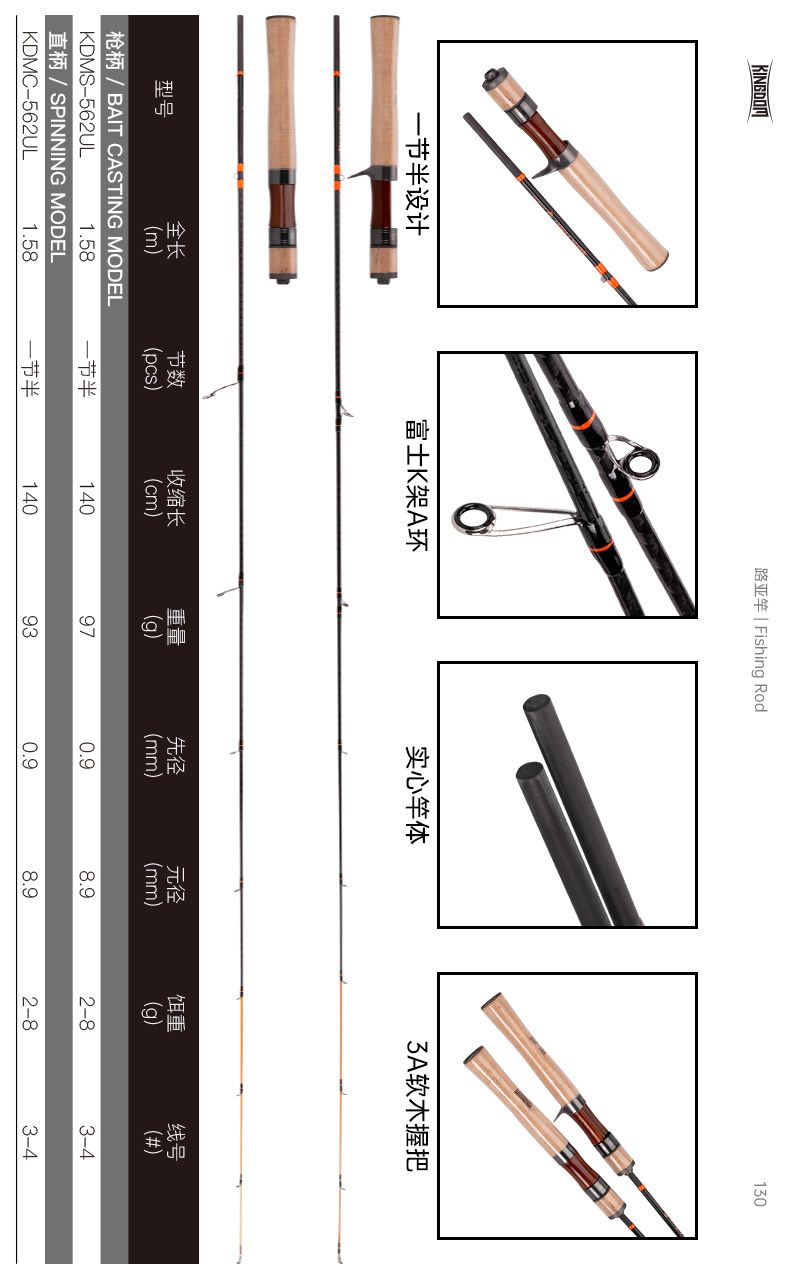 KINGDOM
路亚竿 | Fishing Rod
130
一节半设计
富士K架A环
实心竿体
3A软木握把
型号 全长 节数 收缩长 重量 先径 元径 饵重 线号
(m) (pcs) (cm) (g) (mm) (mm) (g) (#)
枪柄 / BAIT CASTING MODEL
KDMS-562UL 1.58 一节半 140 97 0.9 8.9 2-8 3-4
直柄 / SPINNING MODEL
KDMC-562UL 1.58 一节半 140 93 0.9 8.9 2-8 3-4